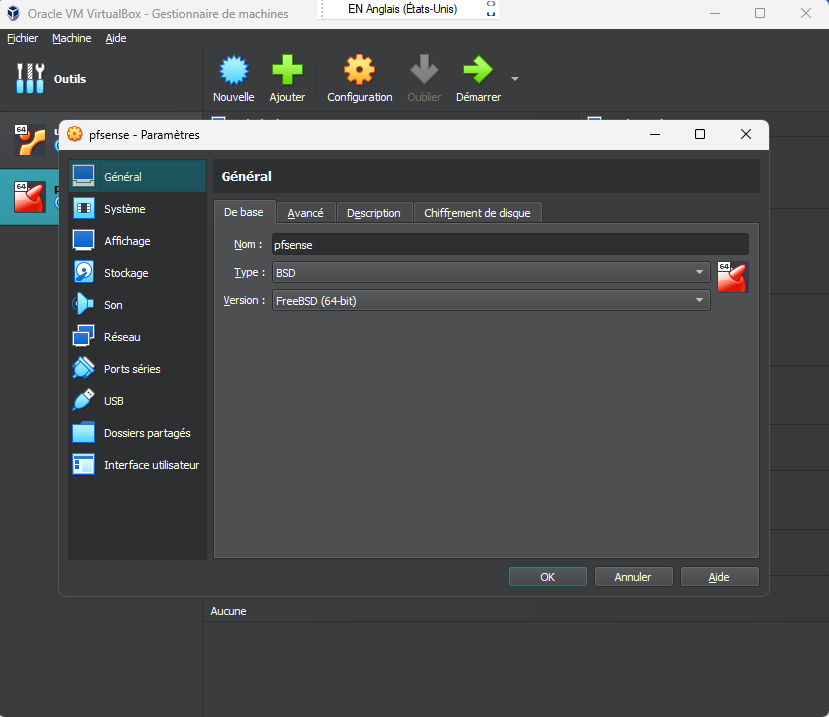 Oracle VM VirtualBox - Gestionnaire de machines
EN Anglais (États-Unis)
Fichier Machine Aide
Outils
Nouvelle Ajouter Configuration Oublier Démarrer
64
64
pfsense - Paramètres
Général
Système
Affichage
Stockage
Son
Réseau
Ports séries
USB
Dossiers partagés
Interface utilisateur
Général
De base Avancé Description Chiffrement de disque
Nom : pfsense
Type : BSD
64
Version : FreeBSD (64-bit)
OK Annuler Aide
Aucune